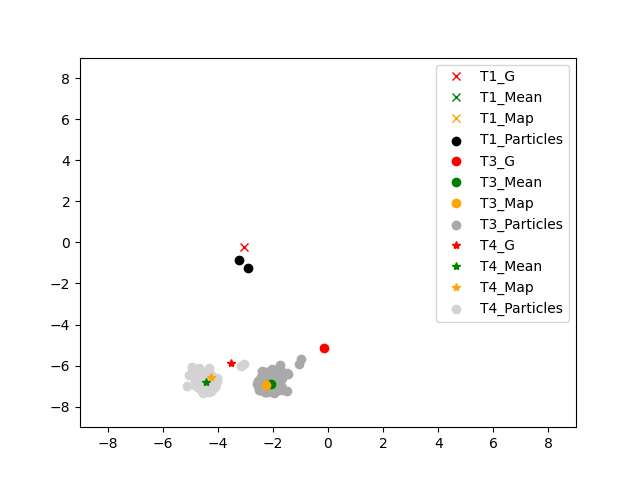 8
6
4
2
0
−2
−4
−6
−8
−8 −6 −4 −2 0 2 4 6 8
T1_G
T1_Mean
T1_Map
T1_Particles
T3_G
T3_Mean
T3_Map
T3_Particles
T4_G
T4_Mean
T4_Map
T4_Particles